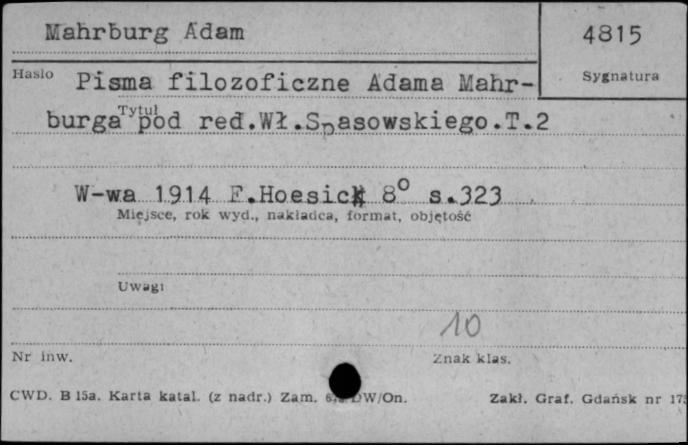 Mahrburg Adam
4815
Hasło
Sygnatura
Pisma filozoficzne Adama Mahr-
Tytuł
burga pod red.Wł.Spasowskiego.T.2
W-wa 1914 F.Hoesick 8° s.323
Miejsce, rok wyd., nakładca, format, objętość
Uwagi
10
Nr inw.
Znak klas.
CWD. B 15a. Karta katal. (z nadr.) Zam. DW/On.
Zakł. Graf. Gdańsk nr